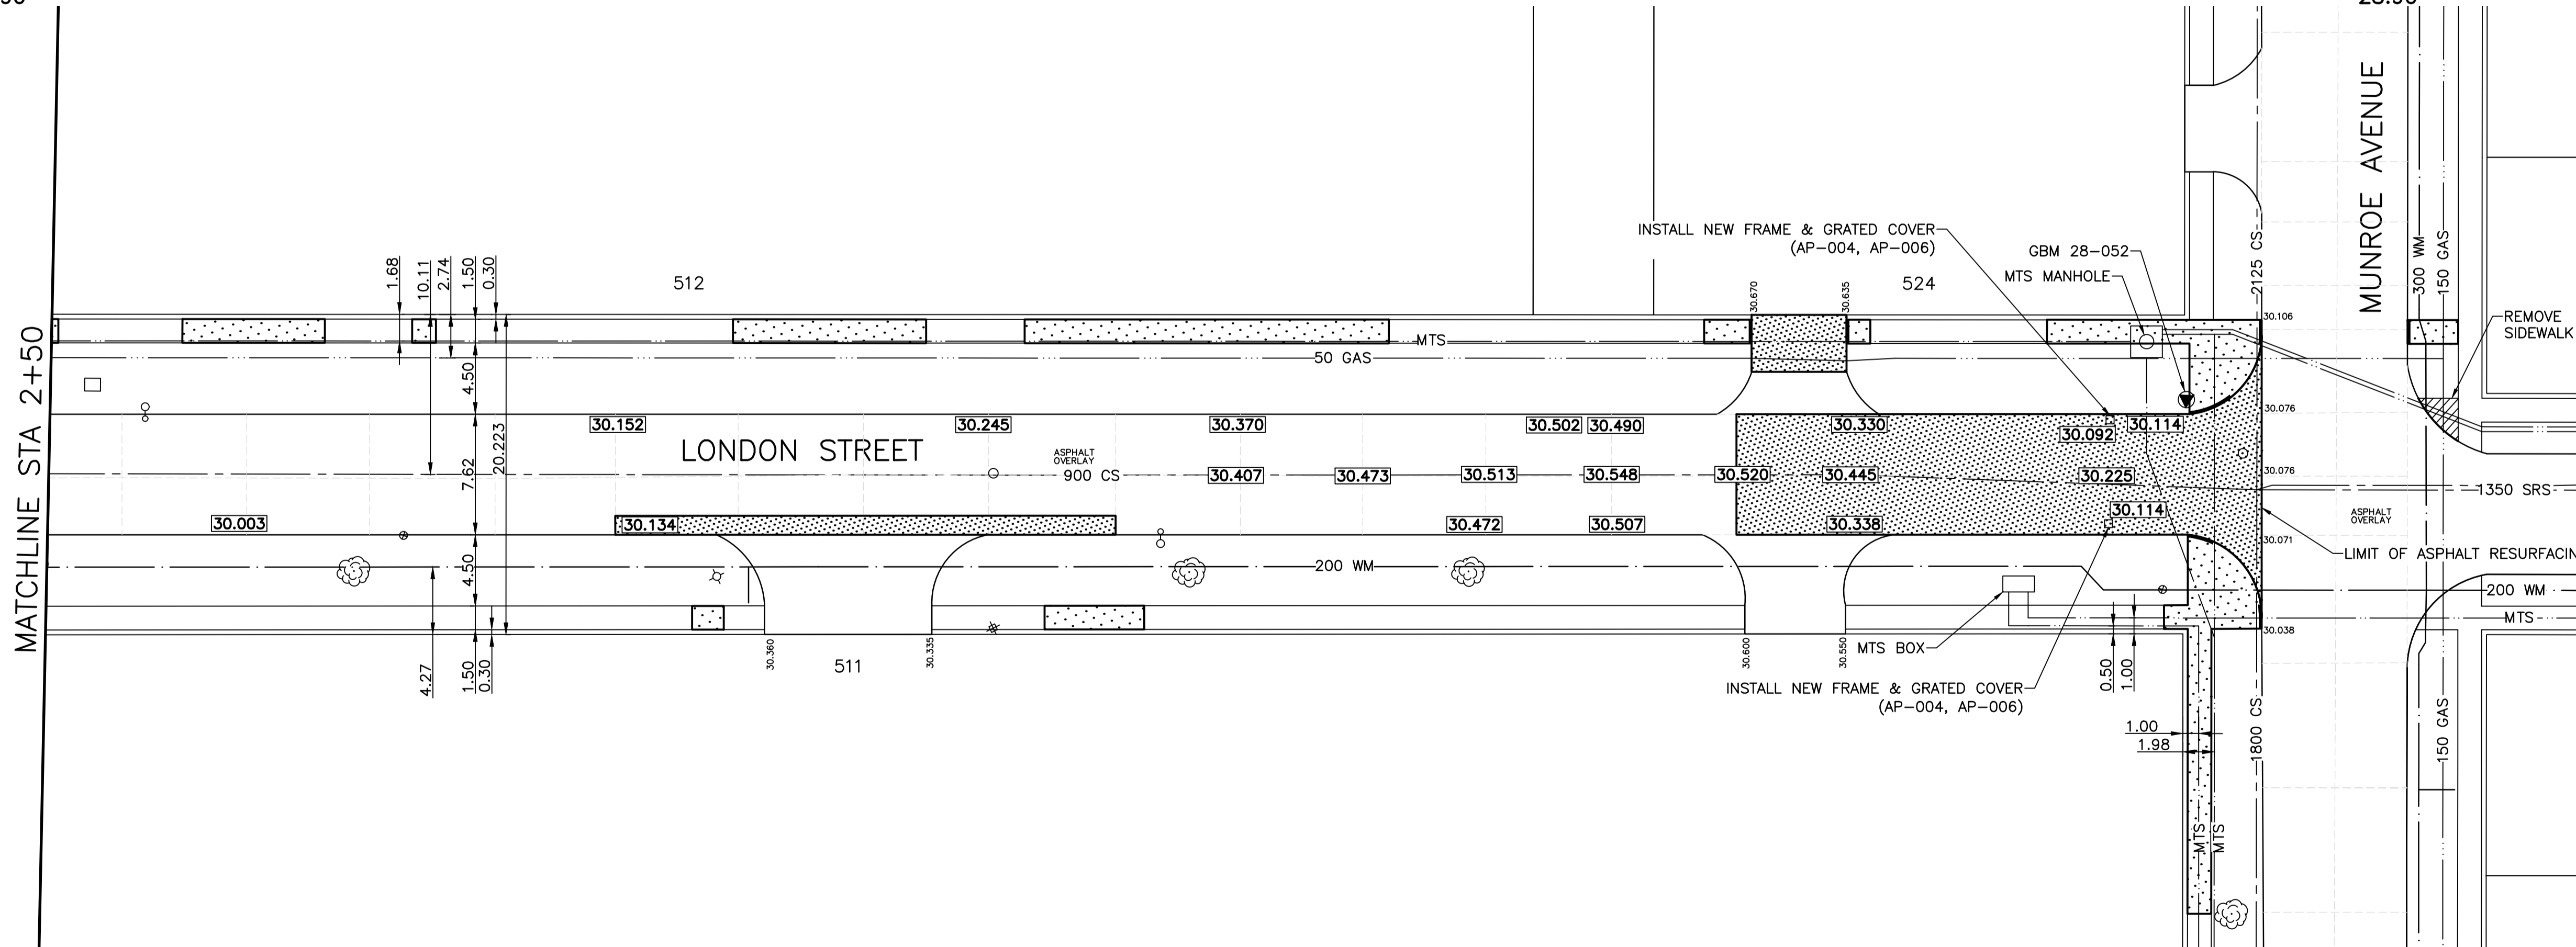 MUNROE AVENUE
300 WM
150 GAS
2125 CS
INSTALL NEW FRAME & GRATED COVER
(AP-004, AP-006)
GBM 28-052
MTS MANHOLE
512
524
1.68
10.11
2.74
1.50
0.30
30.670
30.635
30.106
REMOVE
SIDEWALK
MATCHLINE STA 2+50
MTS
50 GAS
4.50
30.152
30.245
30.370
30.502
30.490
30.330
30.092
30.114
30.076
LONDON STREET
20.223
7.62
ASPHALT
OVERLAY
900 CS
30.407
30.473
30.513
30.548
30.520
30.445
30.225
30.076
1350 SRS
30.003
30.134
30.472
30.507
30.338
30.114
ASPHALT
OVERLAY
30.071
LIMIT OF ASPHALT RESURFACIN
4.50
200 WM
200 WM
MTS
30.038
4.27
1.50
0.30
30.360
30.335
511
30.600
30.550
MTS BOX
0.50
1.00
INSTALL NEW FRAME & GRATED COVER
(AP-004, AP-006)
1.00
1.98
1800 CS
150 GAS
MTS
MTS